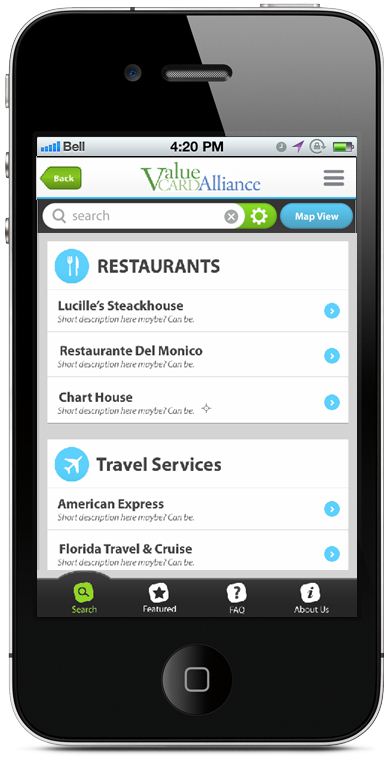 Bell 4:20 PM
Back
Value
CARD Alliance
search
Map View
RESTAURANTS
Lucille's Steackhouse
Short description here maybe? Can be.
Restaurante Del Monico
Short description here maybe? Can be.
Chart House
Short description here maybe? Can be.
Travel Services
American Express
Short description here maybe? Can be.
Florida Travel & Cruise
Short description here maybe? Can be.
Search Featured FAQ About Us